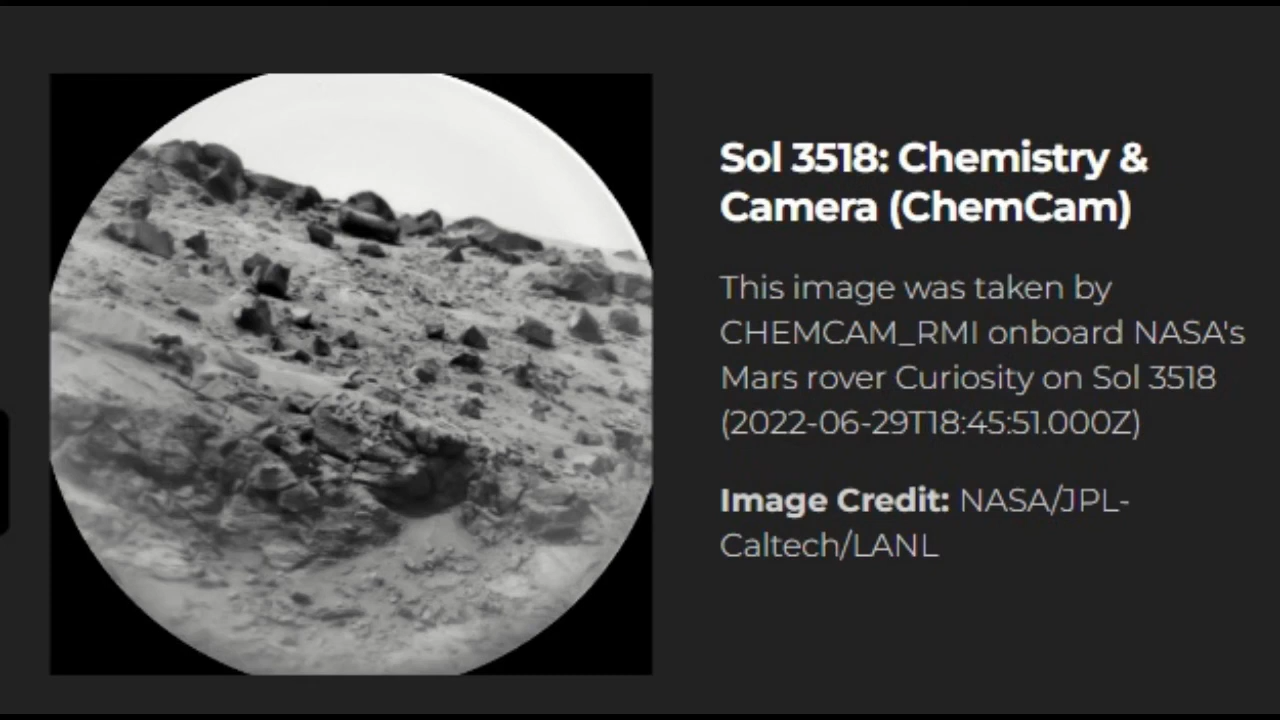 Sol 3518: Chemistry &
Camera (ChemCam)
This image was taken by
CHEMCAM_RMI onboard NASA's
Mars rover Curiosity on Sol 3518
(2022-06-29T18:45:51.000Z)
Image Credit: NASA/JPL-
Caltech/LANL